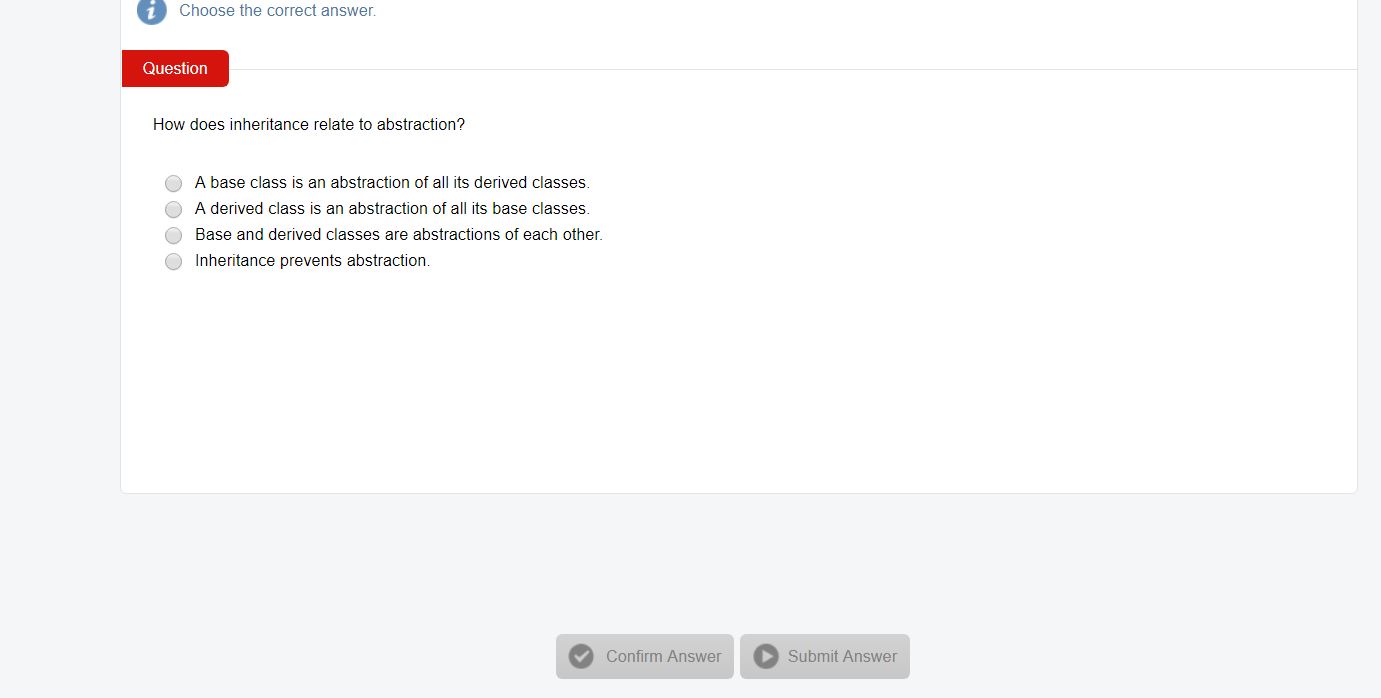 Choose the correct answer.
Question
How does inheritance relate to abstraction?
A base class is an abstraction of all its derived classes.
A derived class is an abstraction of all its base classes.
Base and derived classes are abstractions of each other.
Inheritance prevents abstraction.
Confirm Answer
Submit Answer